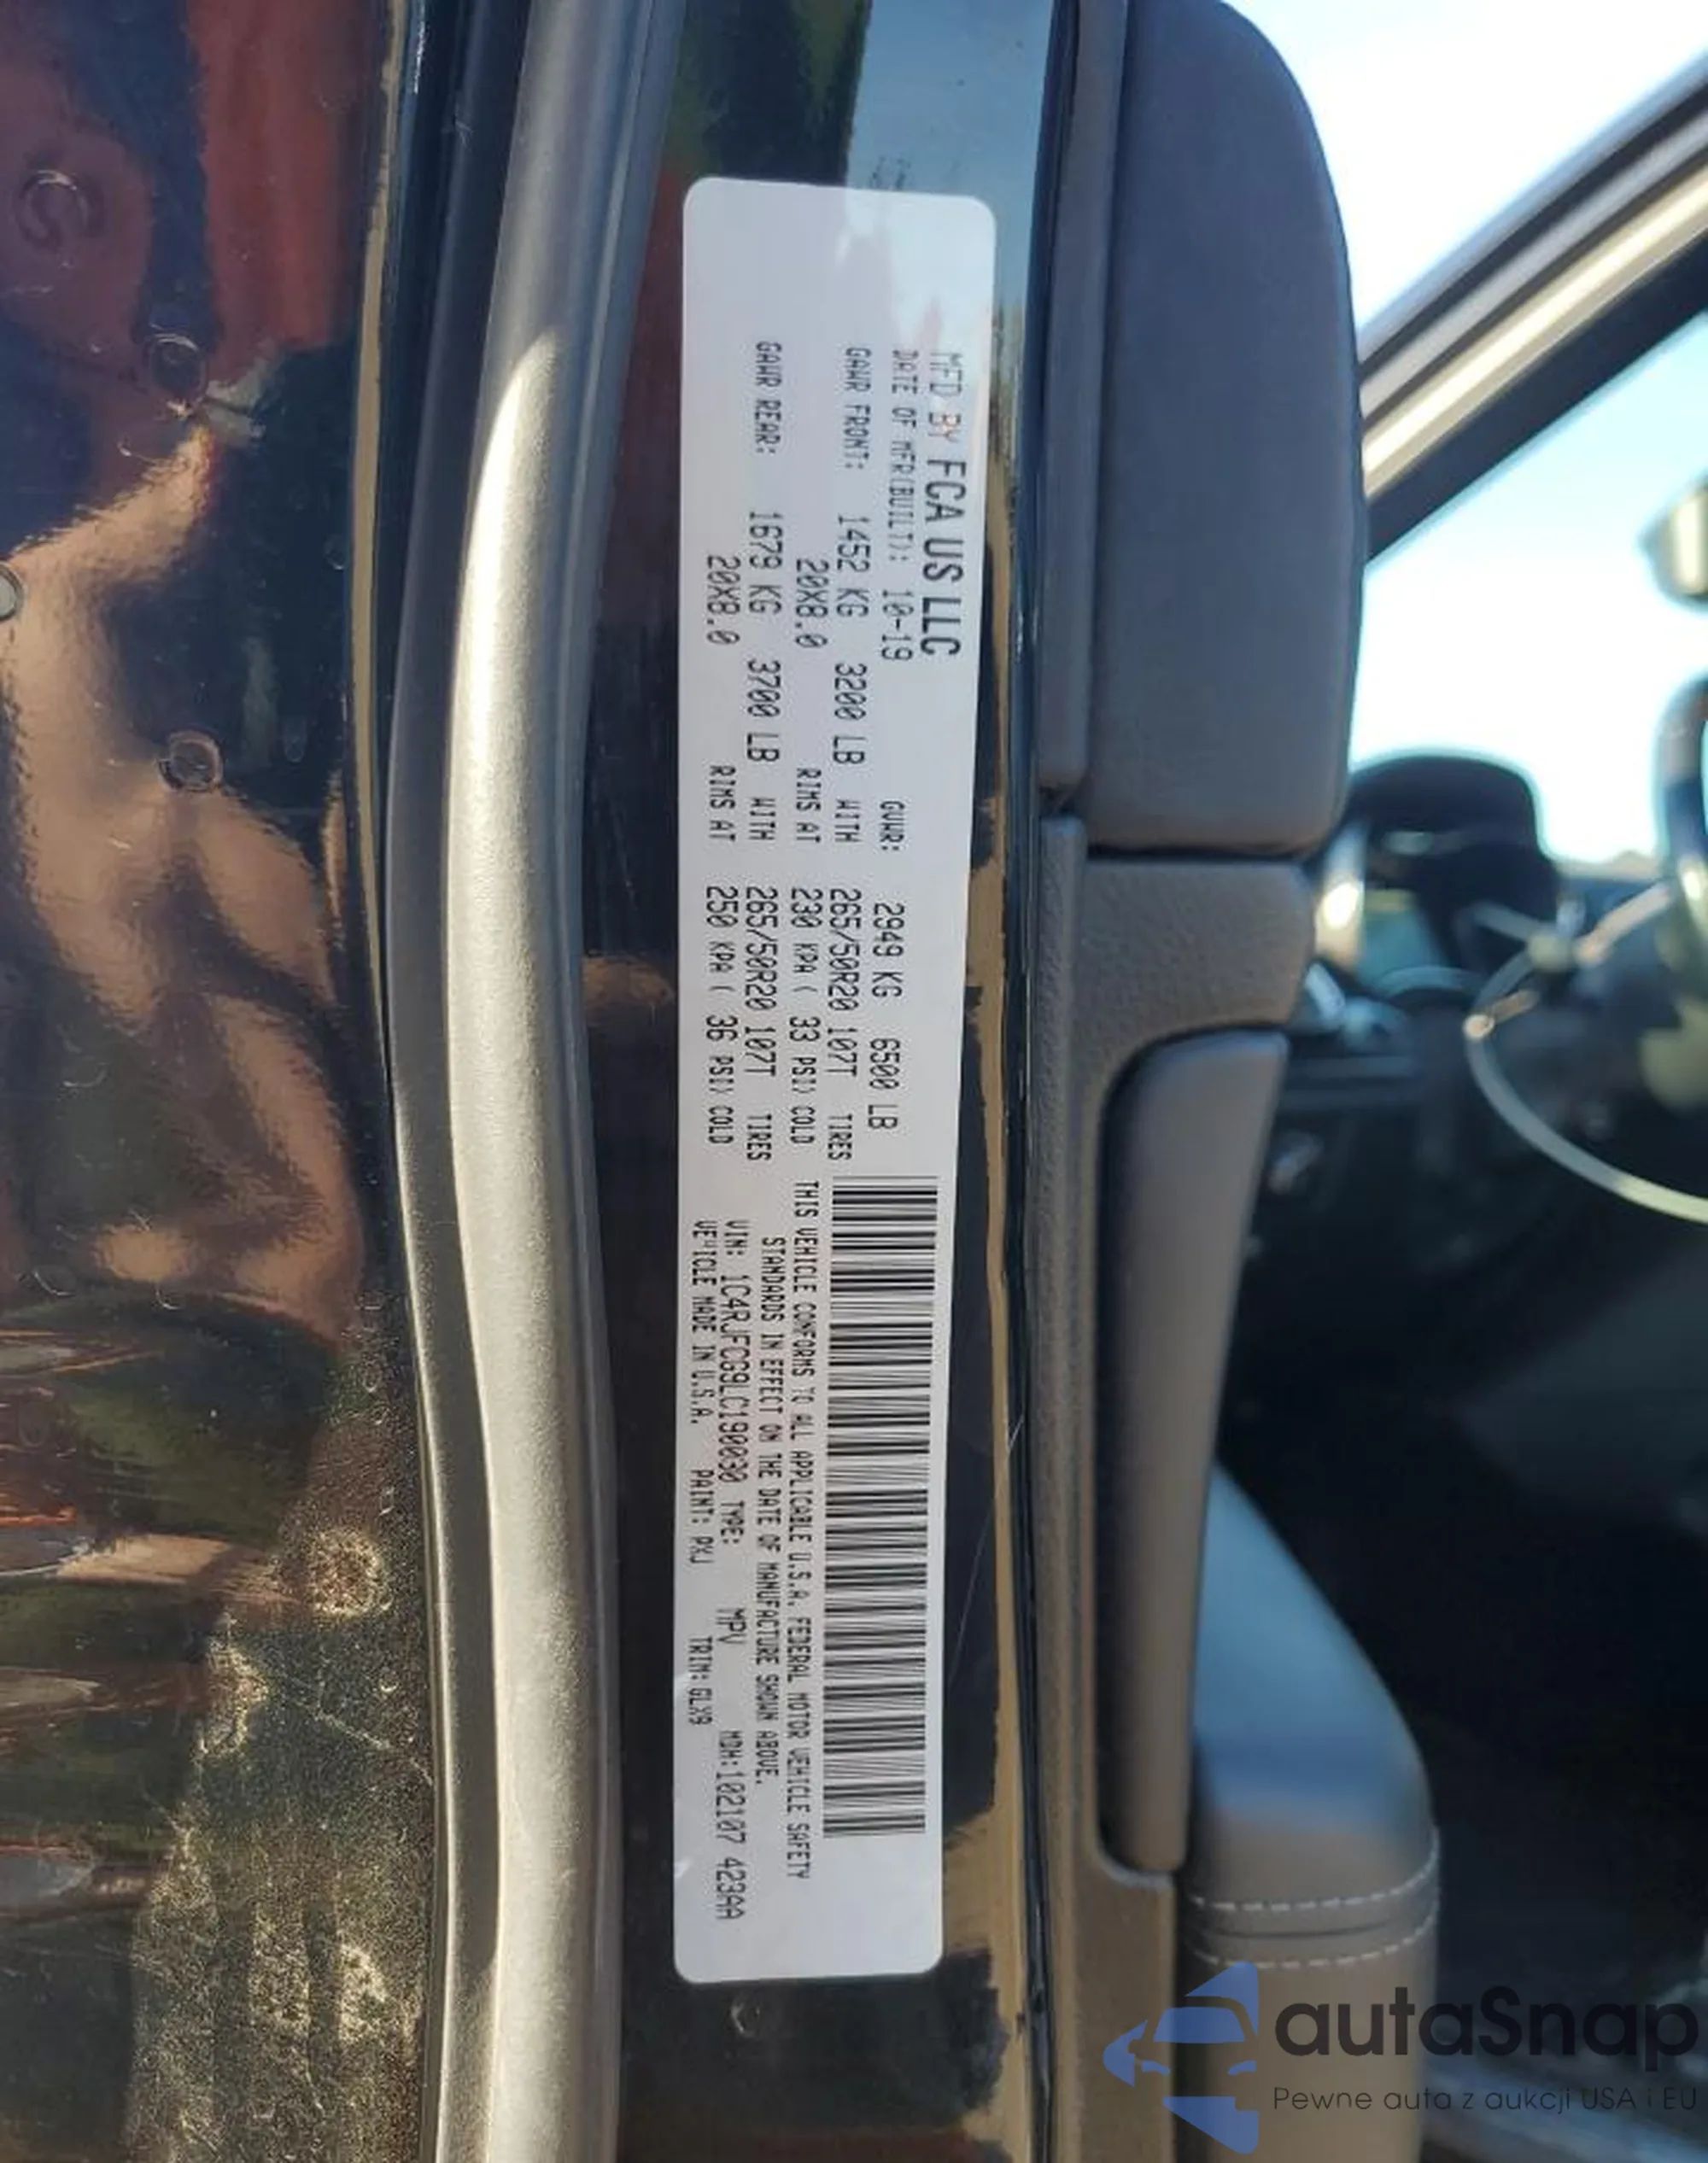 MFD BY FCA US LLC
DATE OF MFR(BUILT): 10-19 GVWR: 2949 KG 6500 LB
GAWR FRONT: 1452 KG 3200 LB WITH 265/50R20 107T TIRES
20X8.0 RIMS AT 230 KPA ( 33 PSI) COLD
GAWR REAR: 1679 KG 3700 LB WITH 265/50R20 107T TIRES
20X8.0 RIMS AT 250 KPA ( 36 PSI) COLD
THIS VEHICLE CONFORMS TO ALL APPLICABLE U.S.A. FEDERAL MOTOR VEHICLE SAFETY
STANDARDS IN EFFECT ON THE DATE OF MANUFACTURE SHOWN ABOVE.
VIN: 1C4RJFCG9LC190030 TYPE: MPV MDH:102107 423AA
VEHICLE MADE IN U.S.A. PAINT: PXJ TRIM: GLX9
autaSnap
Pewne auta z aukcji USA i EU